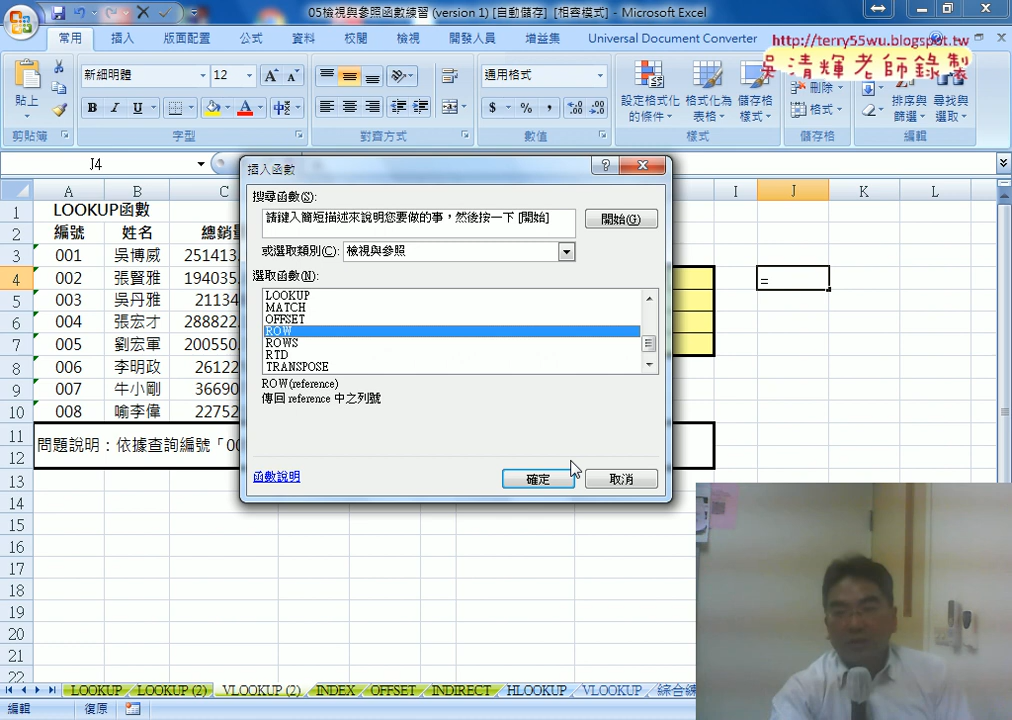 05檢視與參照函數練習 (version 1) [自動儲存] [相容模式] - Microsoft Excel
常用 插入 版面配置 公式 資料 校閱 檢視 開發人員 增益集 Universal Document Converter
http://terry55wu.blogspot.tw
吳清輝老師錄製
新細明體 12 通用格式
貼上 設定格式化的條件 格式化為表格 儲存格樣式 刪除 格式 排序與篩選 尋找與選取
剪貼簿 字型 對齊方式 數值 樣式 儲存格 編輯
J4
A B C I J K L
1 LOOKUP函數
2 編號 姓名 總銷量
3 001 吳博威 251413
4 002 張賢雅 194035 =
5 003 吳丹雅 21134
6 004 張宏才 288822
7 005 劉宏軍 200550
8 006 李明政 26122
9 007 牛小剛 36690
10 008 喻李偉 22752
11
問題說明：依據查詢編號「00
12
13
14
15
16
17
18
19
20
21
22
插入函數
搜尋函數(S):
請鍵入簡短描述來說明您要做的事，然後按一下 [開始]
開始(G)
或選取類別(C): 檢視與參照
選取函數(N):
LOOKUP
MATCH
OFFSET
ROW
ROWS
RTD
TRANSPOSE
ROW(reference)
傳回 reference 中之列號
函數說明 確定 取消
LOOKUP LOOKUP (2) VLOOKUP (2) INDEX OFFSET INDIRECT HLOOKUP VLOOKUP 綜合練
編輯 復原